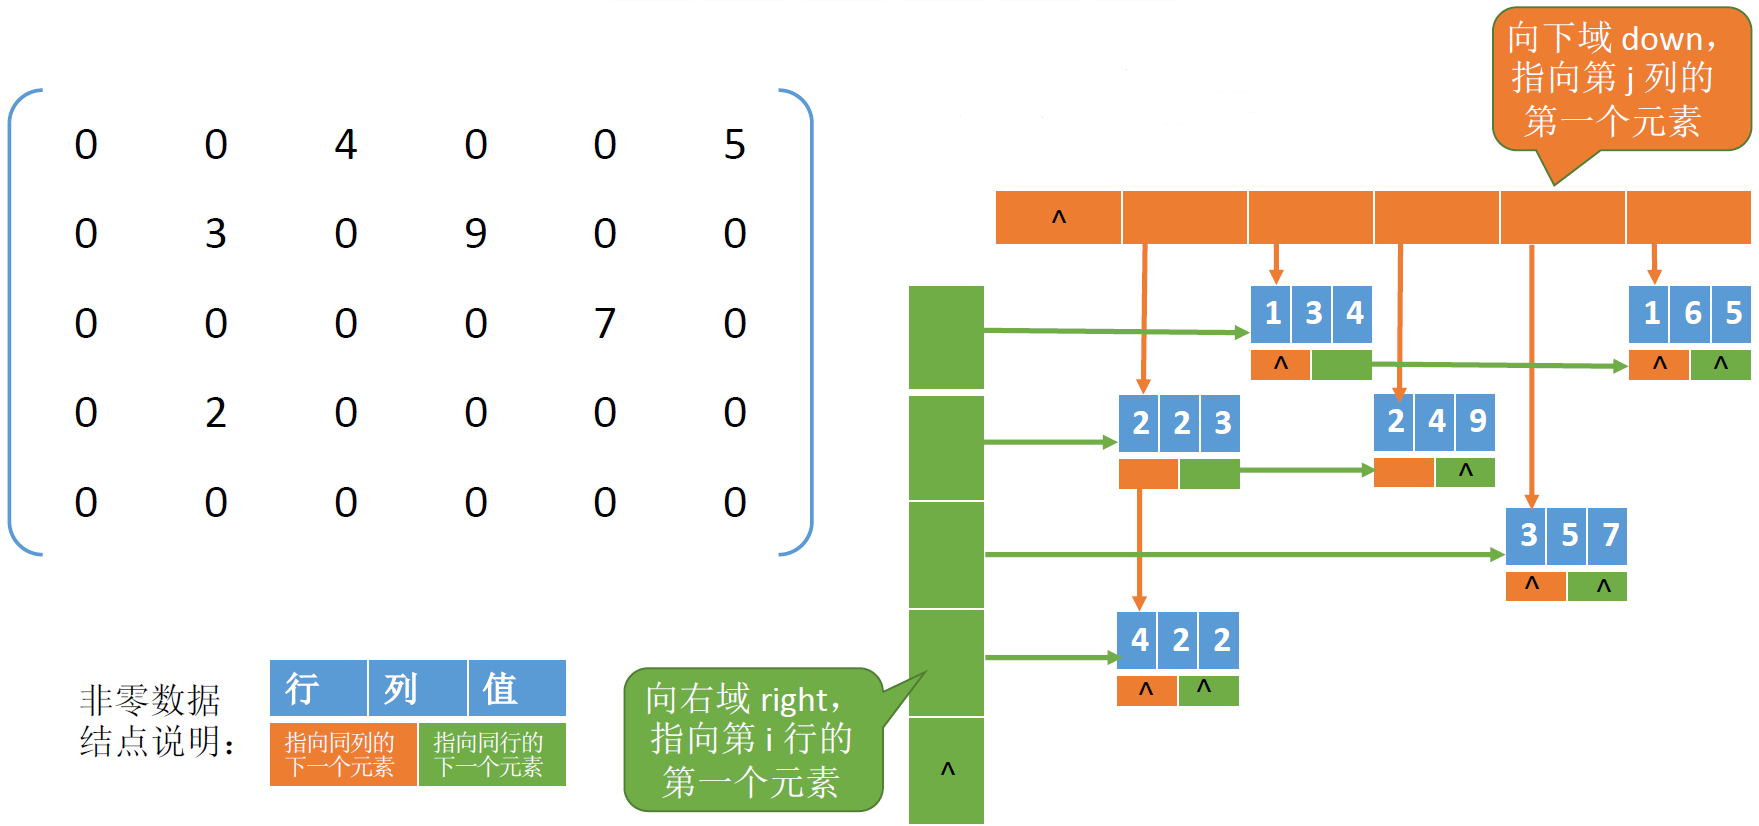 向下域 down，
指向第 j 列的
第一个元素
0 0 4 0 0 5
0 3 0 9 0 0
0 0 0 0 7 0
0 2 0 0 0 0
0 0 0 0 0 0
^
1 3 4
^
1 6 5
^ ^
2 2 3
2 4 9
^
3 5 7
^ ^
4 2 2
^ ^
^
向右域 right，
指向第 i 行的
第一个元素
非零数据
结点说明：
行 列 值
指向同列的
下一个元素
指向同行的
下一个元素